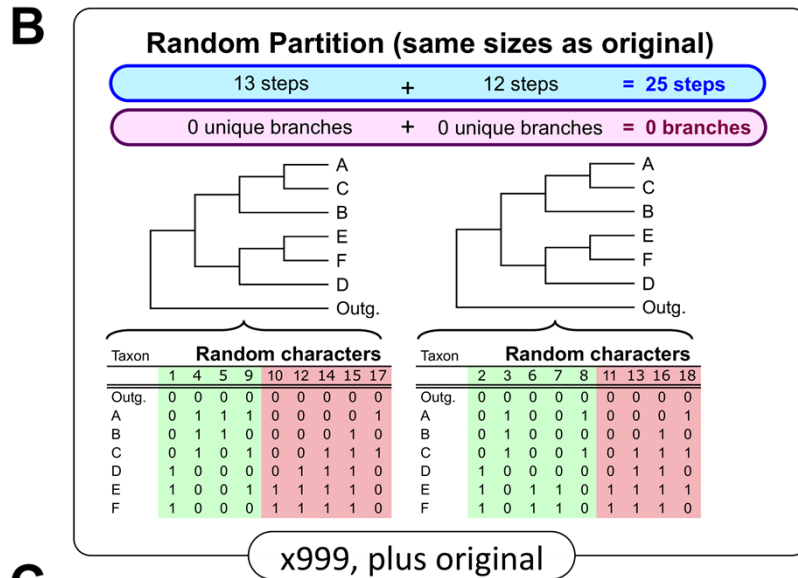 B
Random Partition (same sizes as original)
13 steps + 12 steps = 25 steps
0 unique branches + 0 unique branches = 0 branches
A
C
B
E
F
D
Outg.
A
C
B
E
F
D
Outg.
Taxon Random characters
1 4 5 9 10 12 14 15 17
Outg. 0 0 0 0 0 0 0 0 0
A 0 1 1 1 0 0 0 0 1
B 0 1 1 0 0 0 0 1 0
C 0 1 0 1 0 0 1 1 1
D 1 0 0 0 0 1 1 1 0
E 1 0 0 1 1 1 1 1 0
F 1 0 0 0 1 1 1 1 0
Taxon Random characters
2 3 6 7 8 11 13 16 18
Outg. 0 0 0 0 0 0 0 0 0
A 0 1 0 0 1 0 0 0 1
B 0 1 0 0 0 0 0 1 0
C 0 1 0 0 1 0 1 1 1
D 1 0 0 0 0 0 1 1 0
E 1 0 1 1 0 1 1 1 1
F 1 0 1 1 0 1 1 1 0
x999, plus original